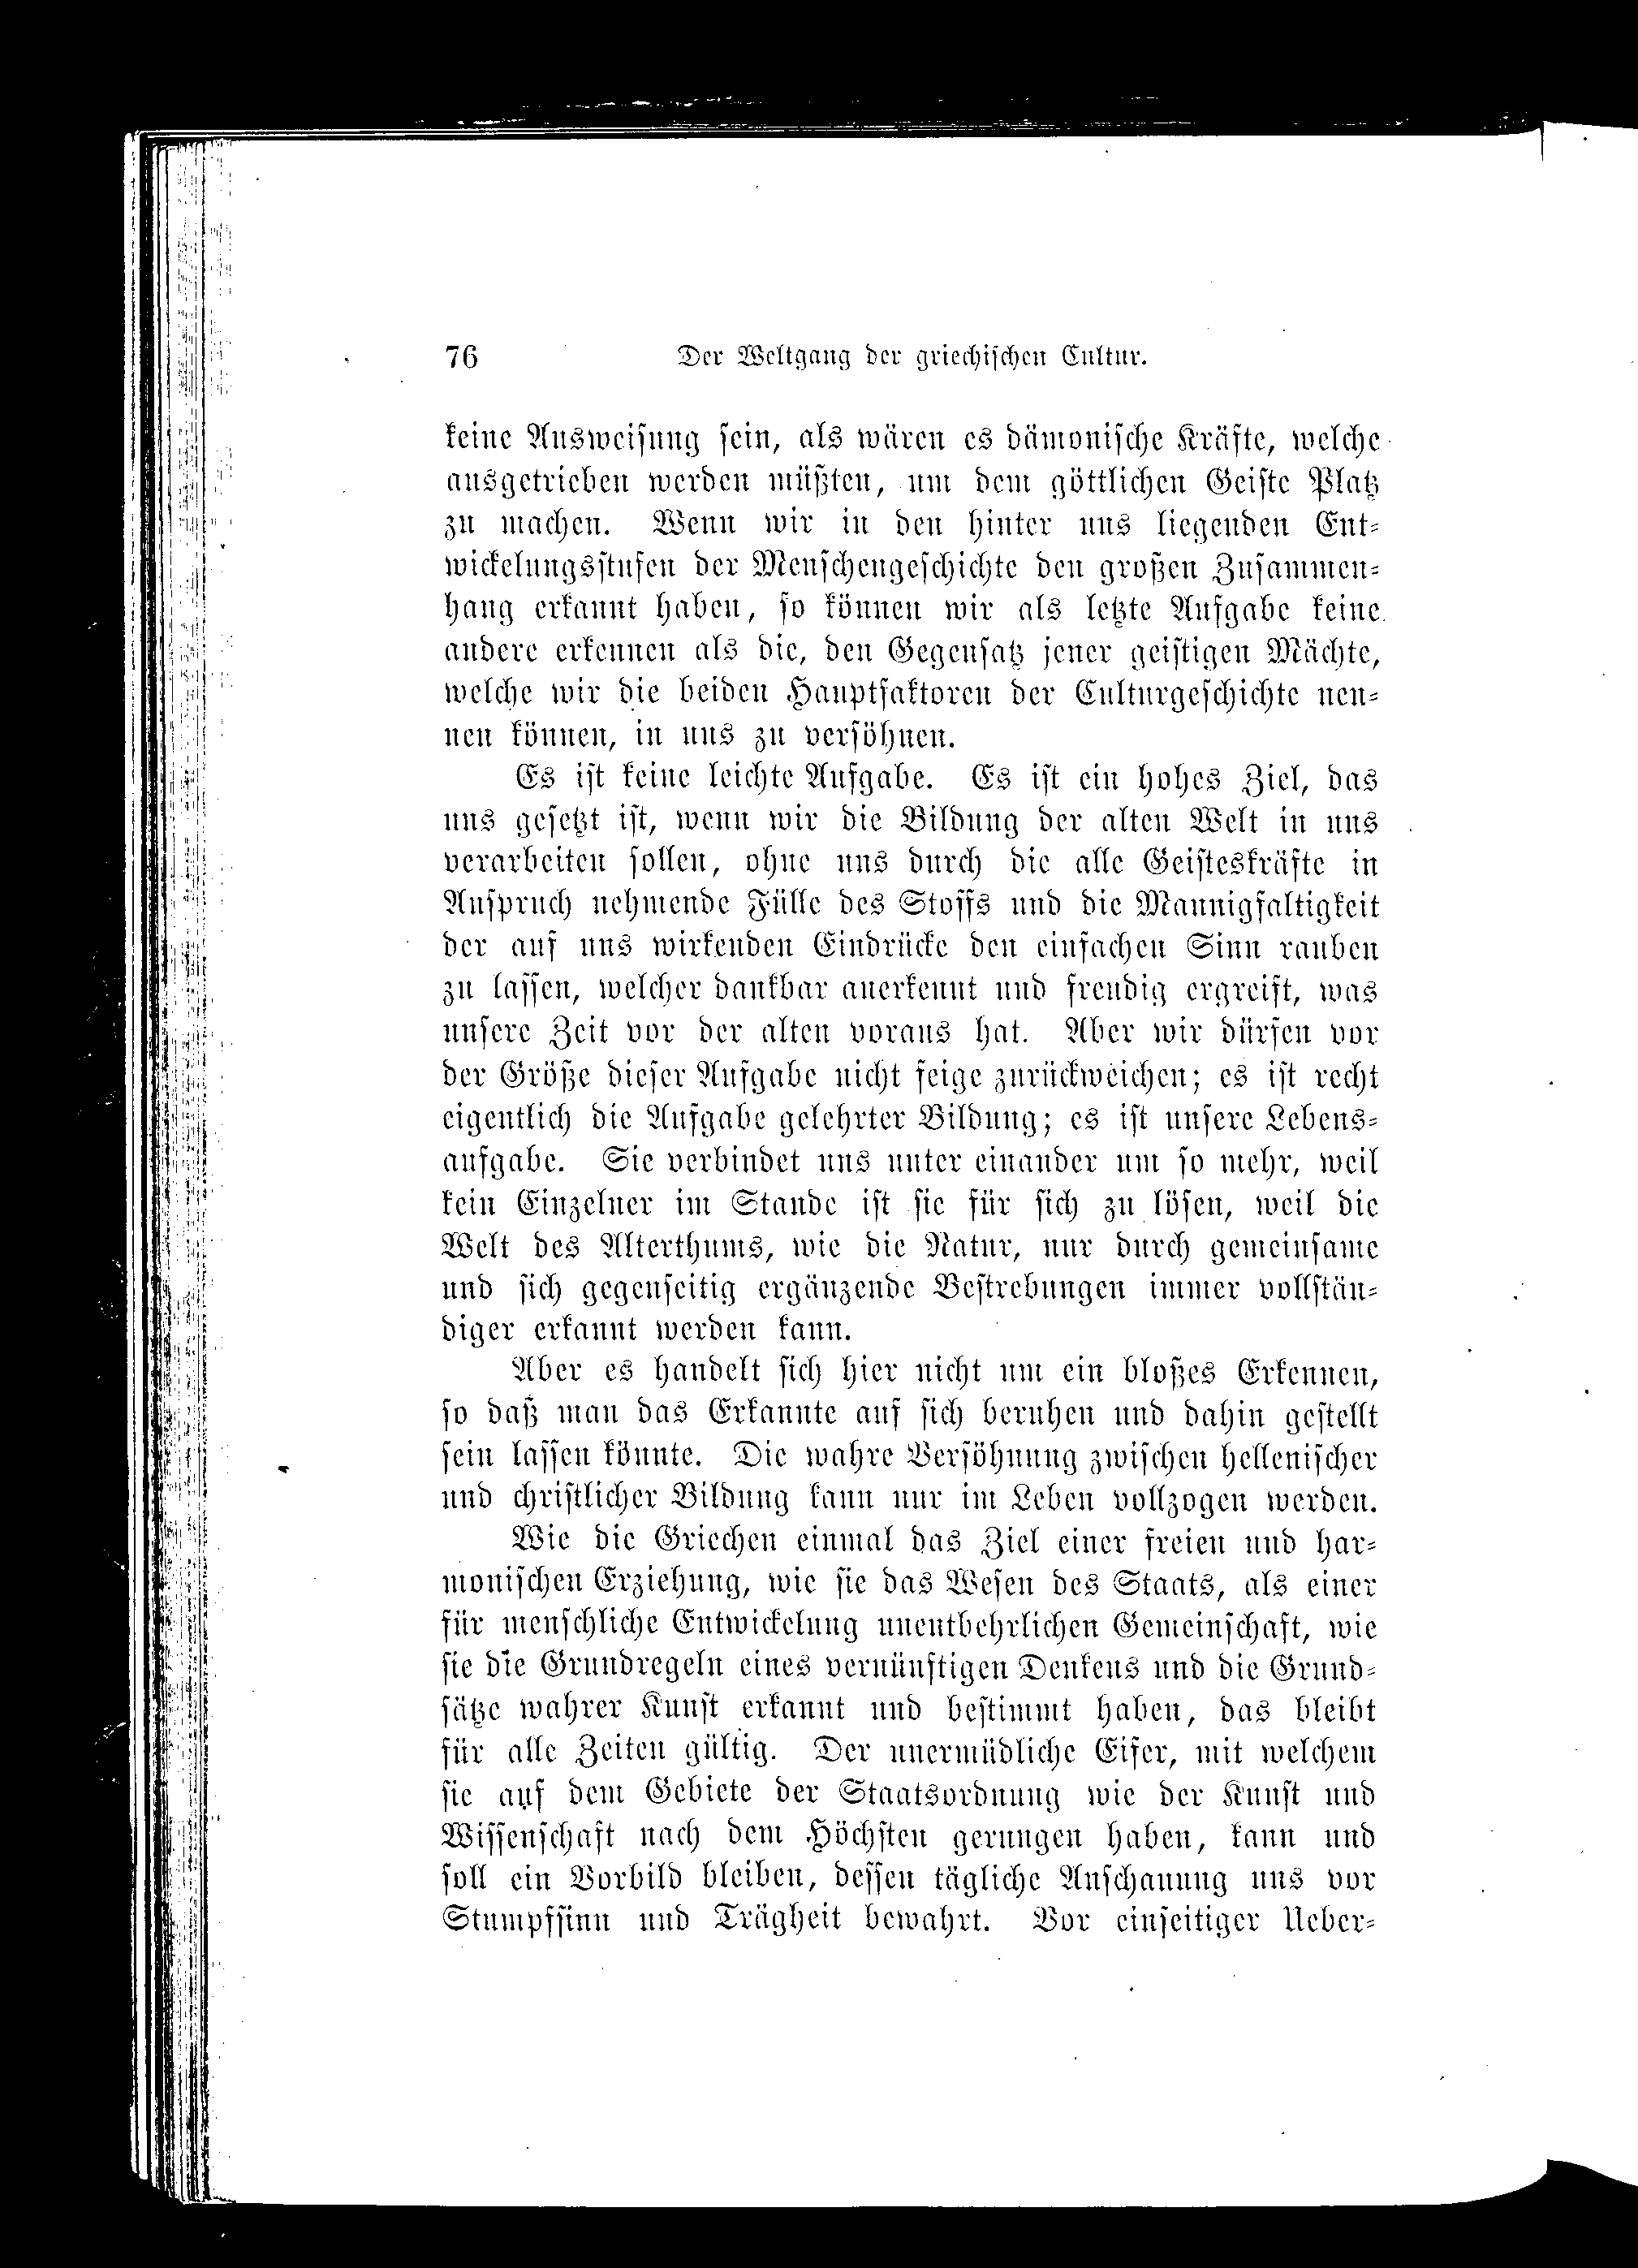 76 Der Weltgang der griechischen Cultur.
keine Ausweisung sein, als wären es dämonische Kräfte, welche
ausgetrieben werden müßten, um dem göttlichen Geiste Platz
zu machen. Wenn wir in den hinter uns liegenden Ent-
wickelungsstufen der Menschengeschichte den großen Zusammen-
hang erkannt haben, so können wir als letzte Aufgabe keine
andere erkennen als die, den Gegensatz jener geistigen Mächte,
welche wir die beiden Hauptfaktoren der Culturgeschichte nen-
nen können, in uns zu versöhnen.
Es ist keine leichte Aufgabe. Es ist ein hohes Ziel, das
uns gesetzt ist, wenn wir die Bildung der alten Welt in uns
verarbeiten sollen, ohne uns durch die alle Geisteskräfte in
Anspruch nehmende Fülle des Stoffs und die Mannigfaltigkeit
der auf uns wirkenden Eindrücke den einfachen Sinn rauben
zu lassen, welcher dankbar anerkennt und freudig ergreift, was
unsere Zeit vor der alten voraus hat. Aber wir dürfen vor
der Größe dieser Aufgabe nicht feige zurückweichen; es ist recht
eigentlich die Aufgabe gelehrter Bildung; es ist unsere Lebens-
aufgabe. Sie verbindet uns unter einander um so mehr, weil
kein Einzelner im Stande ist sie für sich zu lösen, weil die
Welt des Alterthums, wie die Natur, nur durch gemeinsame
und sich gegenseitig ergänzende Bestrebungen immer vollstän-
diger erkannt werden kann.
Aber es handelt sich hier nicht um ein bloßes Erkennen,
so daß man das Erkannte auf sich beruhen und dahin gestellt
sein lassen könnte. Die wahre Versöhnung zwischen hellenischer
und christlicher Bildung kann nur im Leben vollzogen werden.
Wie die Griechen einmal das Ziel einer freien und har-
monischen Erziehung, wie sie das Wesen des Staats, als einer
für menschliche Entwickelung unentbehrlichen Gemeinschaft, wie
sie die Grundregeln eines vernünftigen Denkens und die Grund-
sätze wahrer Kunst erkannt und bestimmt haben, das bleibt
für alle Zeiten gültig. Der unermüdliche Eifer, mit welchem
sie auf dem Gebiete der Staatsordnung wie der Kunst und
Wissenschaft nach dem Höchsten gerungen haben, kann und
soll ein Vorbild bleiben, dessen tägliche Anschauung uns vor
Stumpfsinn und Trägheit bewahrt. Vor einseitiger Ueber-